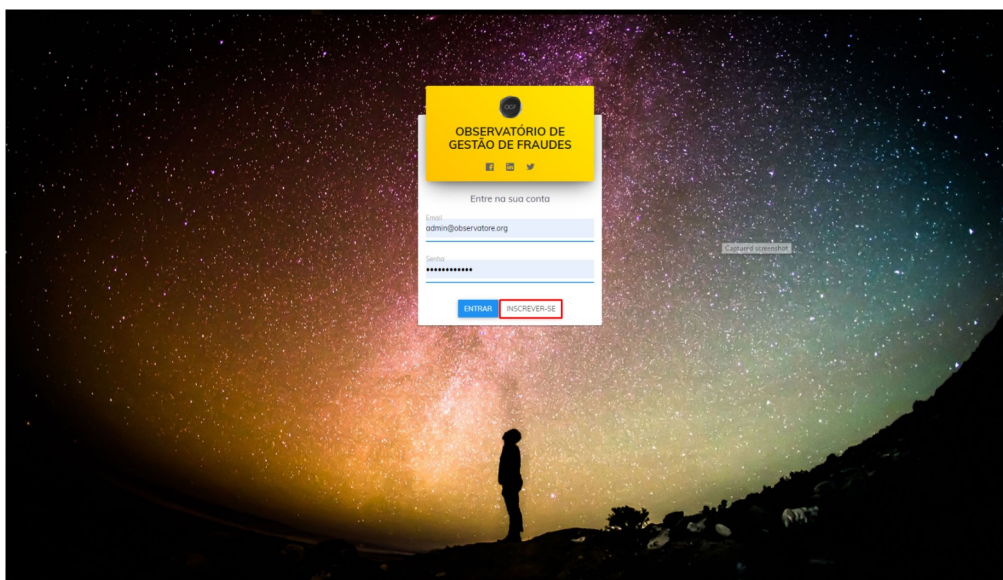 OGF
OBSERVATÓRIO DE
GESTÃO DE FRAUDES
Entre na sua conta
Email
admin@observatore.org
Senha
••••••••••••
ENTRAR INSCREVER-SE
Captaerd screenshot